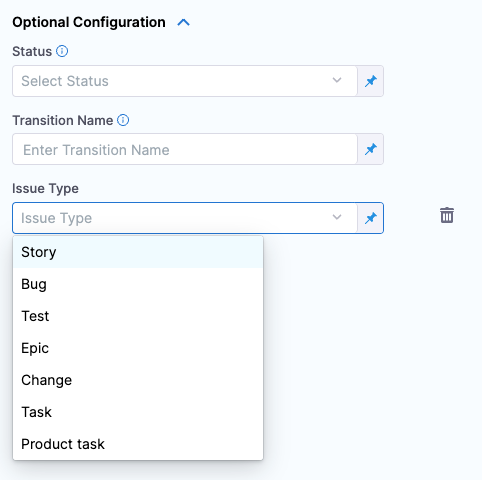 Optional Configuration
Status
Select Status
Transition Name
Enter Transition Name
Issue Type
Issue Type
Story
Bug
Test
Epic
Change
Task
Product task